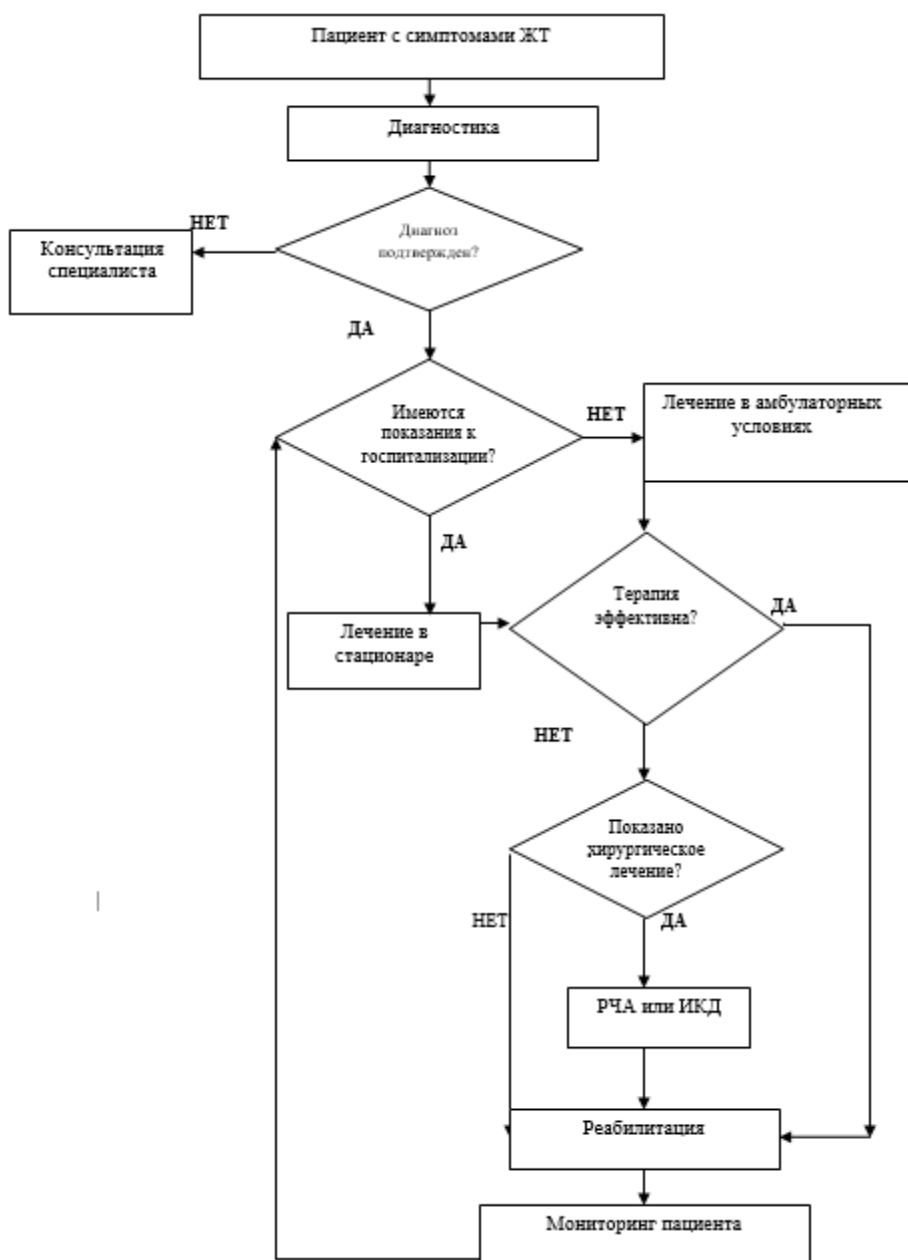 Пациент с симптомами ЖТ
Диагностика
Диагноз
подтвержден?
НЕТ
Консультация
специалиста
ДА
Имеются
показания к
госпитализации?
НЕТ
Лечение в амбулаторных
условиях
ДА
Лечение в
стационаре
Терапия
эффективна?
ДА
НЕТ
Показано
хирургическое
лечение?
НЕТ
ДА
РЧА или ИКД
Реабилитация
Мониторинг пациента